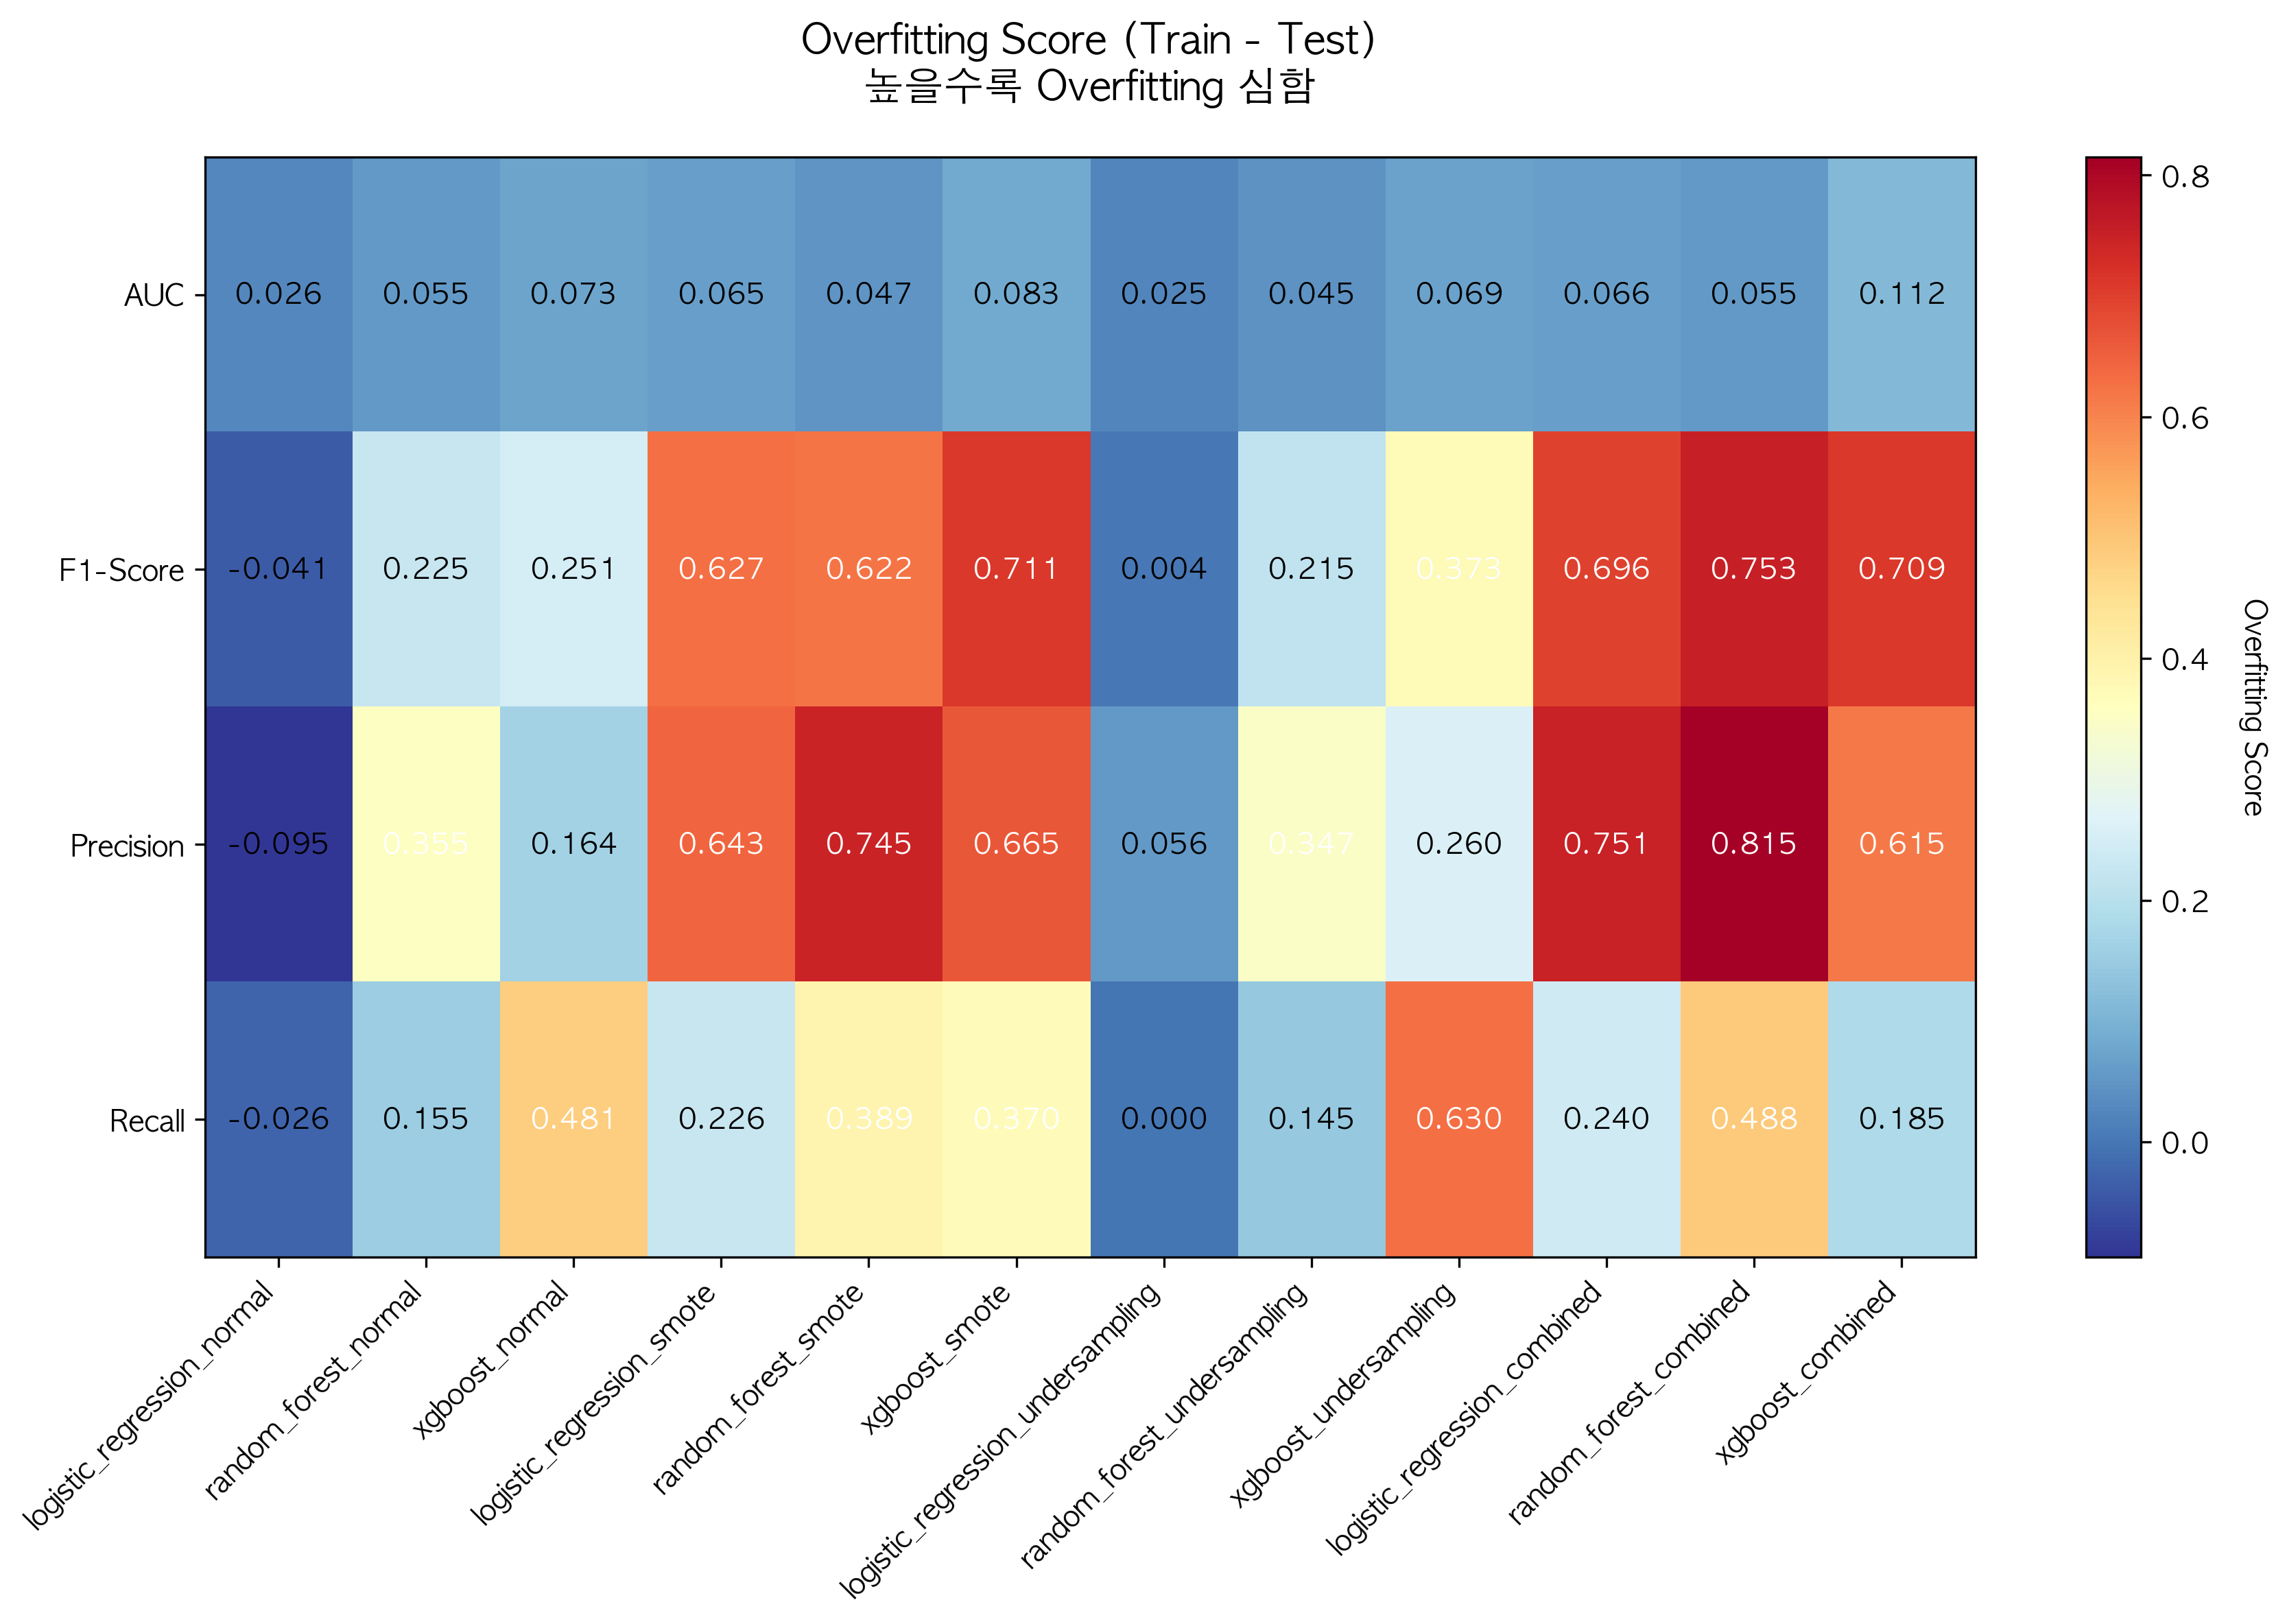 Overfitting Score (Train - Test)
높을수록 Overfitting 심함
AUC 0.026 0.055 0.073 0.065 0.047 0.083 0.025 0.045 0.069 0.066 0.055 0.112
F1-Score -0.041 0.225 0.251 0.627 0.622 0.711 0.004 0.215 0.373 0.696 0.753 0.709
Precision -0.095 0.355 0.164 0.643 0.745 0.665 0.056 0.347 0.260 0.751 0.815 0.615
Recall -0.026 0.155 0.481 0.226 0.389 0.370 0.000 0.145 0.630 0.240 0.488 0.185
logistic_regression_normal
random_forest_normal
xgboost_normal
logistic_regression_smote
random_forest_smote
xgboost_smote
logistic_regression_undersampling
random_forest_undersampling
xgboost_undersampling
logistic_regression_combined
random_forest_combined
xgboost_combined
0.8
0.6
0.4
0.2
0.0
Overfitting Score